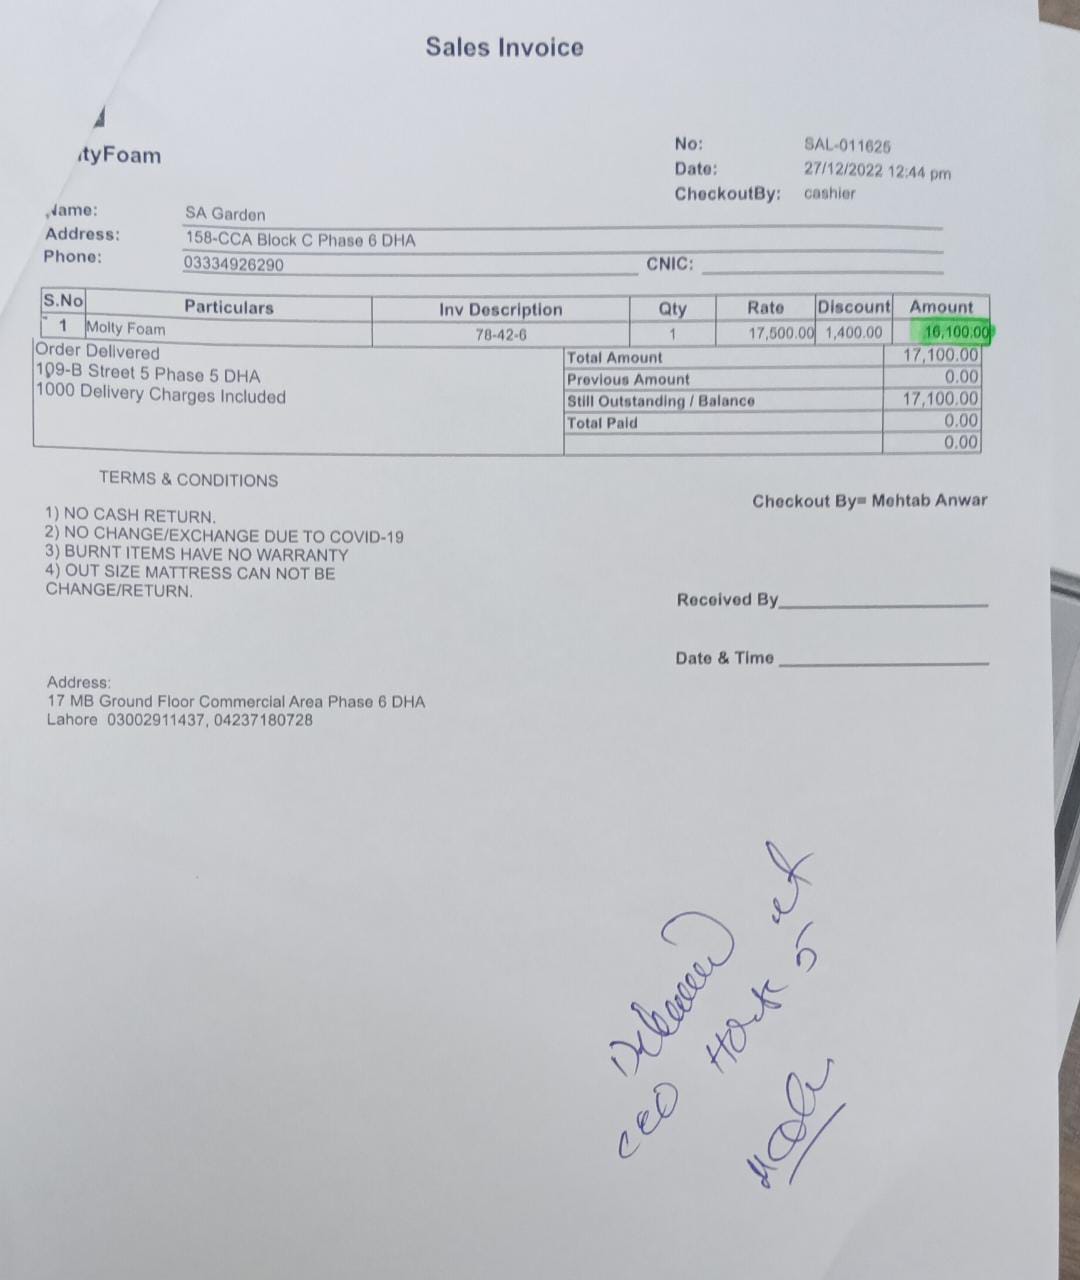 Sales Invoice
ltyFoam
No: SAL-011625
Date: 27/12/2022 12:44 pm
CheckoutBy: cashier
Name: SA Garden
Address: 158-CCA Block C Phase 6 DHA
Phone: 03334926290 CNIC:
S.No Particulars Inv Description Qty Rate Discount Amount
1 Molty Foam 78-42-6 1 17,500.00 1,400.00 16,100.00
Order Delivered
109-B Street 5 Phase 5 DHA
1000 Delivery Charges Included
Total Amount 17,100.00
Previous Amount 0.00
Still Outstanding / Balance 17,100.00
Total Paid 0.00
0.00
TERMS & CONDITIONS
1) NO CASH RETURN.
2) NO CHANGE/EXCHANGE DUE TO COVID-19
3) BURNT ITEMS HAVE NO WARRANTY
4) OUT SIZE MATTRESS CAN NOT BE
CHANGE/RETURN.
Checkout By= Mehtab Anwar
Received By
Date & Time
Address:
17 MB Ground Floor Commercial Area Phase 6 DHA
Lahore 03002911437, 04237180728
CEO